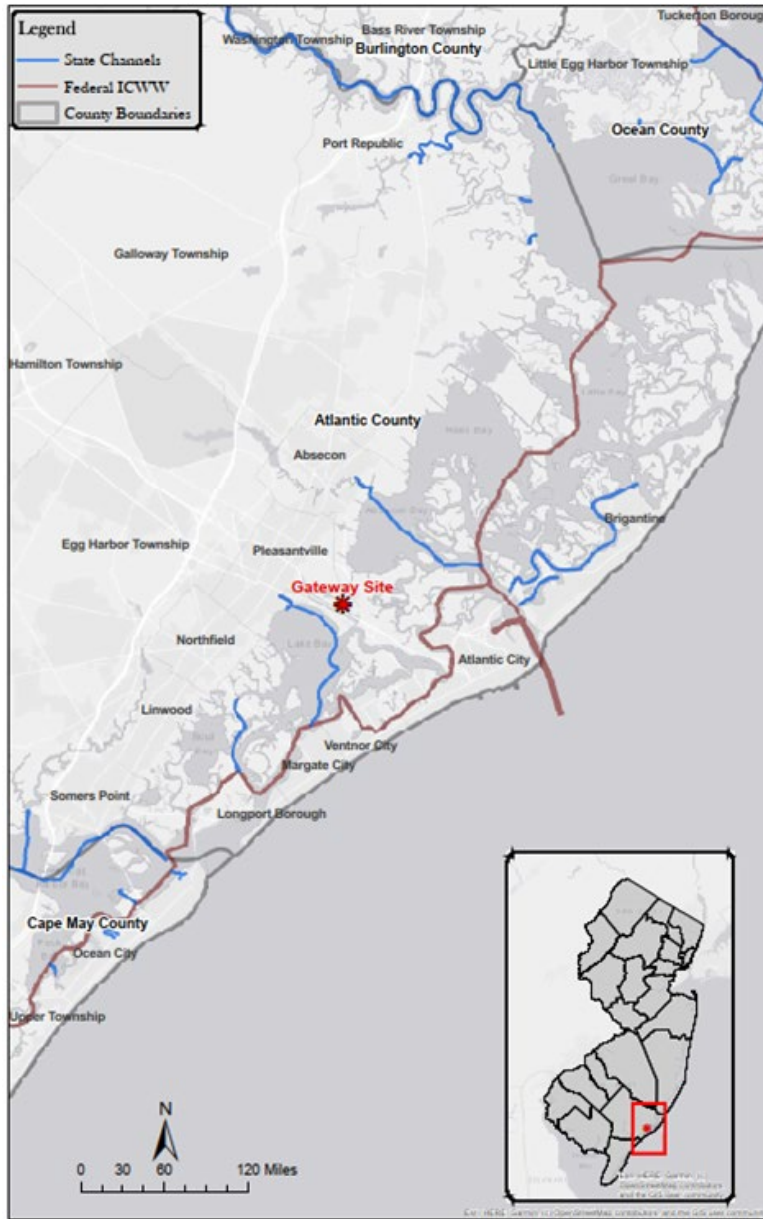 Legend
State Channels
Federal ICWW
County Boundaries
Tuckerton Borough
Bass River Township
Washington Township
Burlington County
Little Egg Harbor Township
Ocean County
Port Republic
Great Bay
Galloway Township
Hamilton Township
Atlantic County
Absecon
Brigantine
Egg Harbor Township
Pleasantville
Gateway Site
Northfield
Atlantic City
Linwood
Ventnor City
Margate City
Somers Point
Longport Borough
Cape May County
Ocean City
Upper Township
N
0 30 60 120 Miles